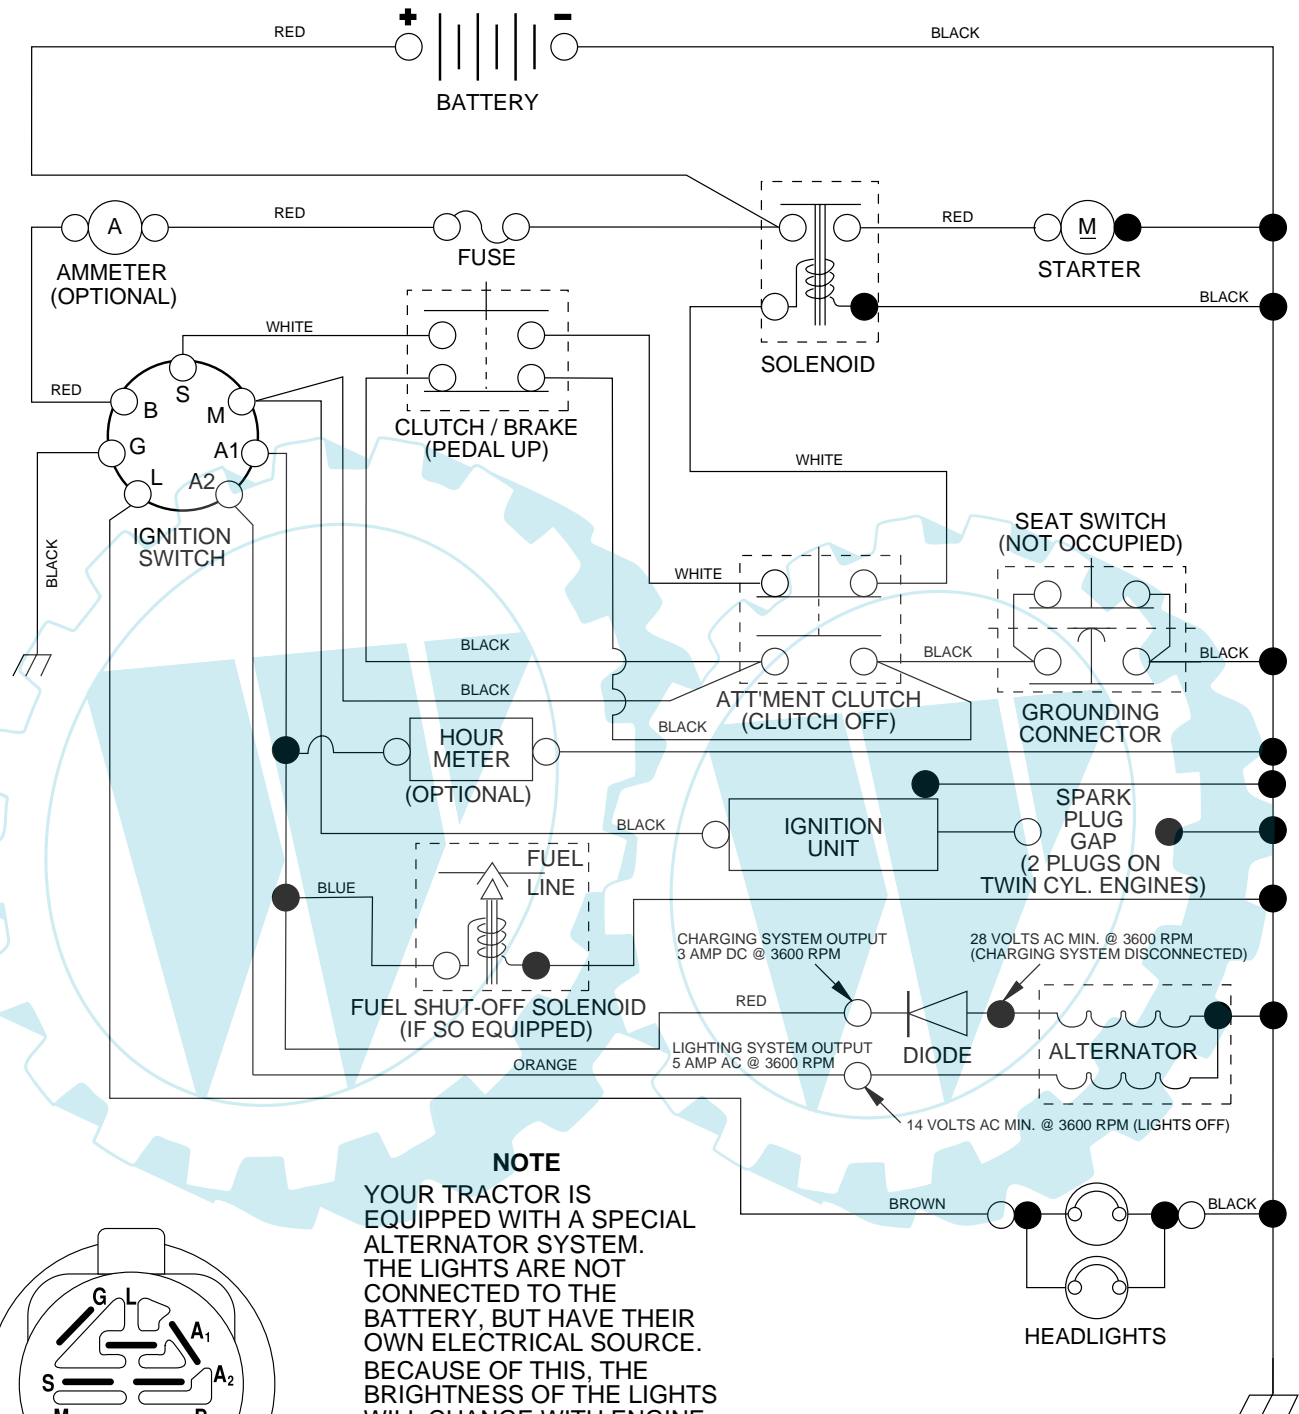 + -
RED
BLACK
BATTERY
RED
A
AMMETER
(OPTIONAL)
FUSE
SOLENOID
RED
M
STARTER
BLACK
WHITE
CLUTCH / BRAKE
(PEDAL UP)
RED
S
B
M
G
A1
L
A2
IGNITION
SWITCH
BLACK
WHITE
SEAT SWITCH
(NOT OCCUPIED)
WHITE
BLACK
BLACK
BLACK
BLACK
ATT'MENT CLUTCH
(CLUTCH OFF)
BLACK
GROUNDING
CONNECTOR
HOUR
METER
(OPTIONAL)
BLACK
IGNITION
UNIT
SPARK
PLUG
GAP
(2 PLUGS ON
TWIN CYL. ENGINES)
FUEL
LINE
BLUE
FUEL SHUT-OFF SOLENOID
(IF SO EQUIPPED)
CHARGING SYSTEM OUTPUT
3 AMP DC @ 3600 RPM
28 VOLTS AC MIN. @ 3600 RPM
(CHARGING SYSTEM DISCONNECTED)
RED
DIODE
ALTERNATOR
LIGHTING SYSTEM OUTPUT
5 AMP AC @ 3600 RPM
ORANGE
14 VOLTS AC MIN. @ 3600 RPM (LIGHTS OFF)
BROWN
BLACK
HEADLIGHTS
NOTE
YOUR TRACTOR IS
EQUIPPED WITH A SPECIAL
ALTERNATOR SYSTEM.
THE LIGHTS ARE NOT
CONNECTED TO THE
BATTERY, BUT HAVE THEIR
OWN ELECTRICAL SOURCE.
BECAUSE OF THIS, THE
BRIGHTNESS OF THE LIGHTS
WILL CHANGE WITH ENGINE
G L
A1
A2
S
M
B